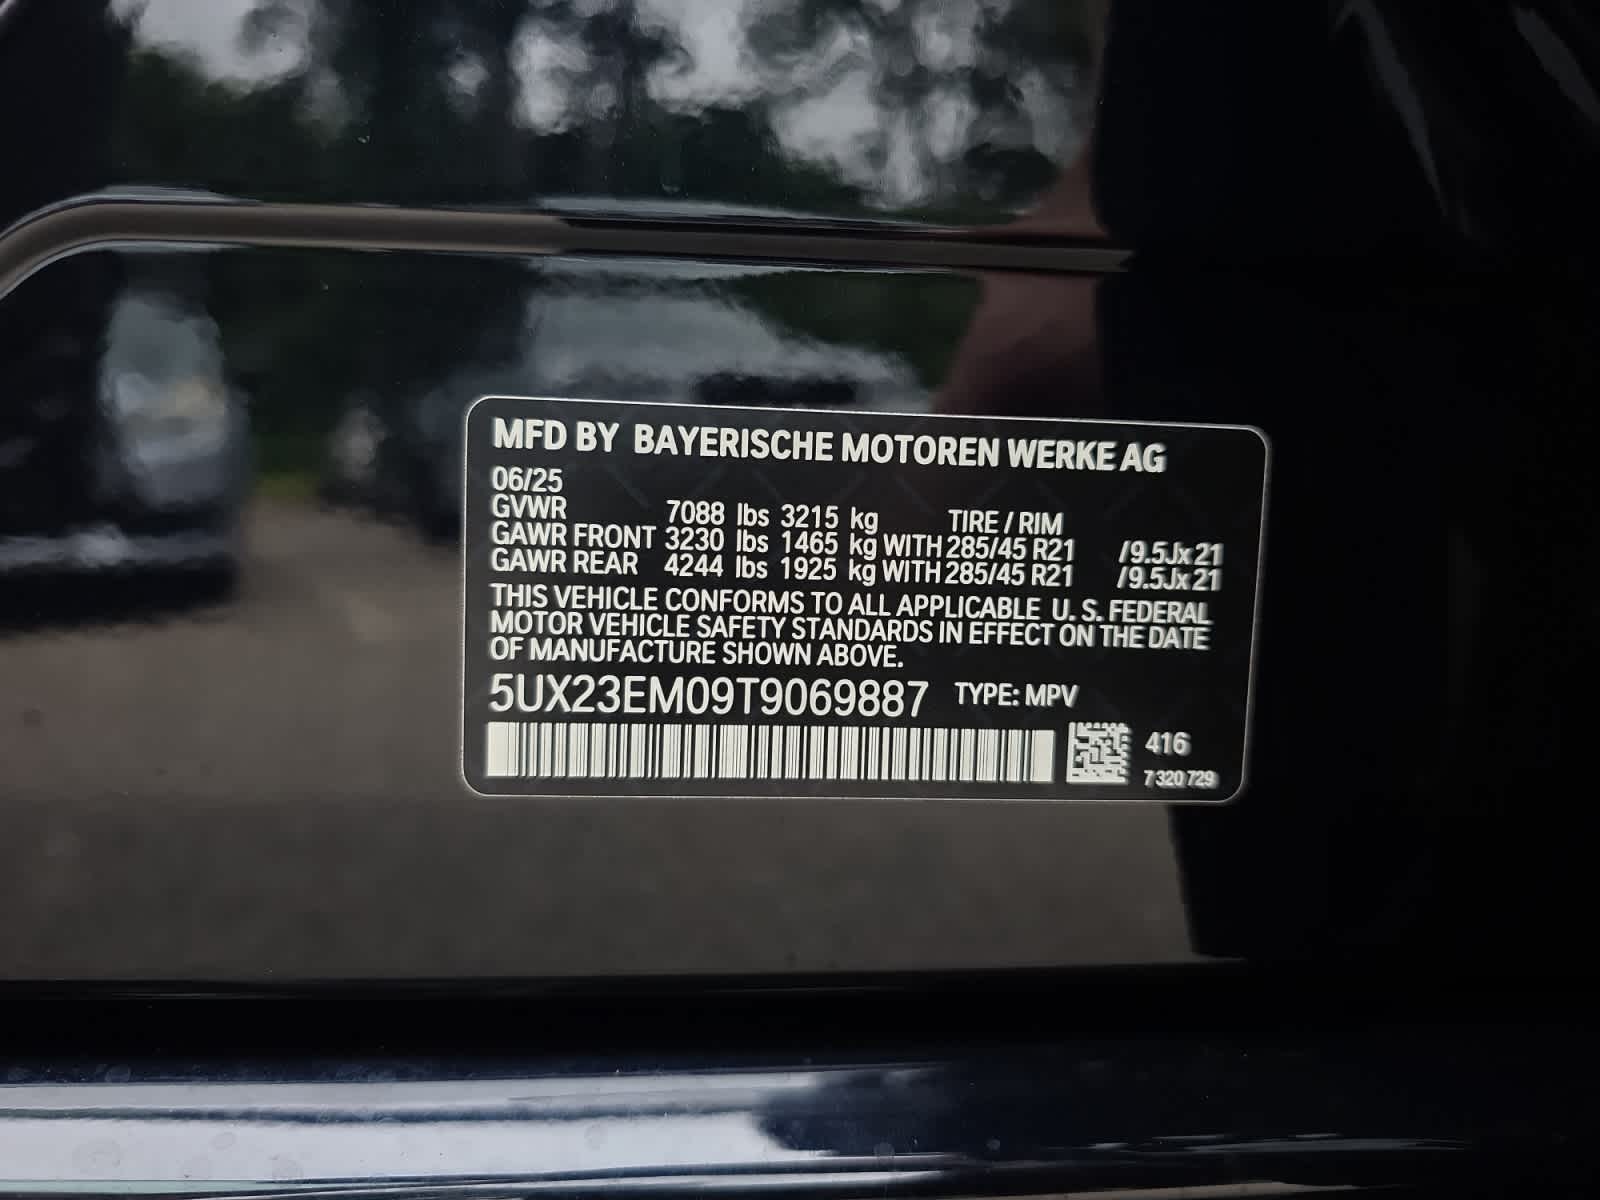 MFD BY BAYERISCHE MOTOREN WERKE AG
06/25
GVWR 7088 lbs 3215 kg TIRE / RIM
GAWR FRONT 3230 lbs 1465 kg WITH 285/45 R21 /9.5Jx21
GAWR REAR 4244 lbs 1925 kg WITH 285/45 R21 /9.5Jx21
THIS VEHICLE CONFORMS TO ALL APPLICABLE U. S. FEDERAL
MOTOR VEHICLE SAFETY STANDARDS IN EFFECT ON THE DATE
OF MANUFACTURE SHOWN ABOVE.
5UX23EM09T9069887 TYPE: MPV
416
7 320 729